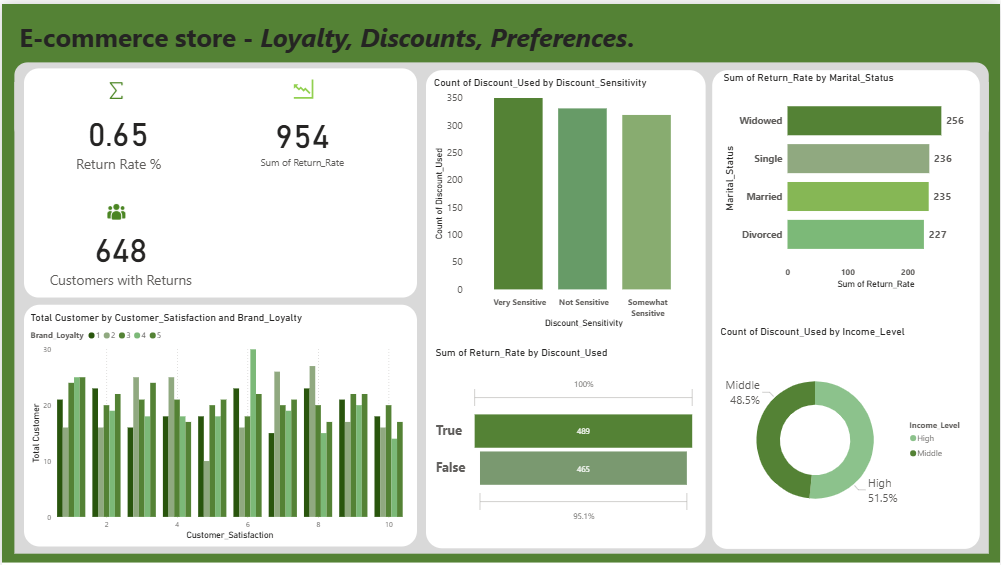 E-commerce store - Loyalty, Discounts, Preferences.
0.65
Return Rate %
954
Sum of Return_Rate
648
Customers with Returns
Total Customer by Customer_Satisfaction and Brand_Loyalty
Brand_Loyalty 1 2 3 4 5
30
20
10
0
Total Customer
2 4 6 8 10
Customer_Satisfaction
Count of Discount_Used by Discount_Sensitivity
350
300
250
200
150
100
50
0
Count of Discount_Used
Very Sensitive Not Sensitive Somewhat
Sensitive
Discount_Sensitivity
Sum of Return_Rate by Discount_Used
100%
True 489
False 465
95.1%
Sum of Return_Rate by Marital_Status
Marital_Status
Widowed 256
Single 236
Married 235
Divorced 227
0 100 200
Sum of Return_Rate
Count of Discount_Used by Income_Level
Middle
48.5%
High
51.5%
Income_Level
High
Middle